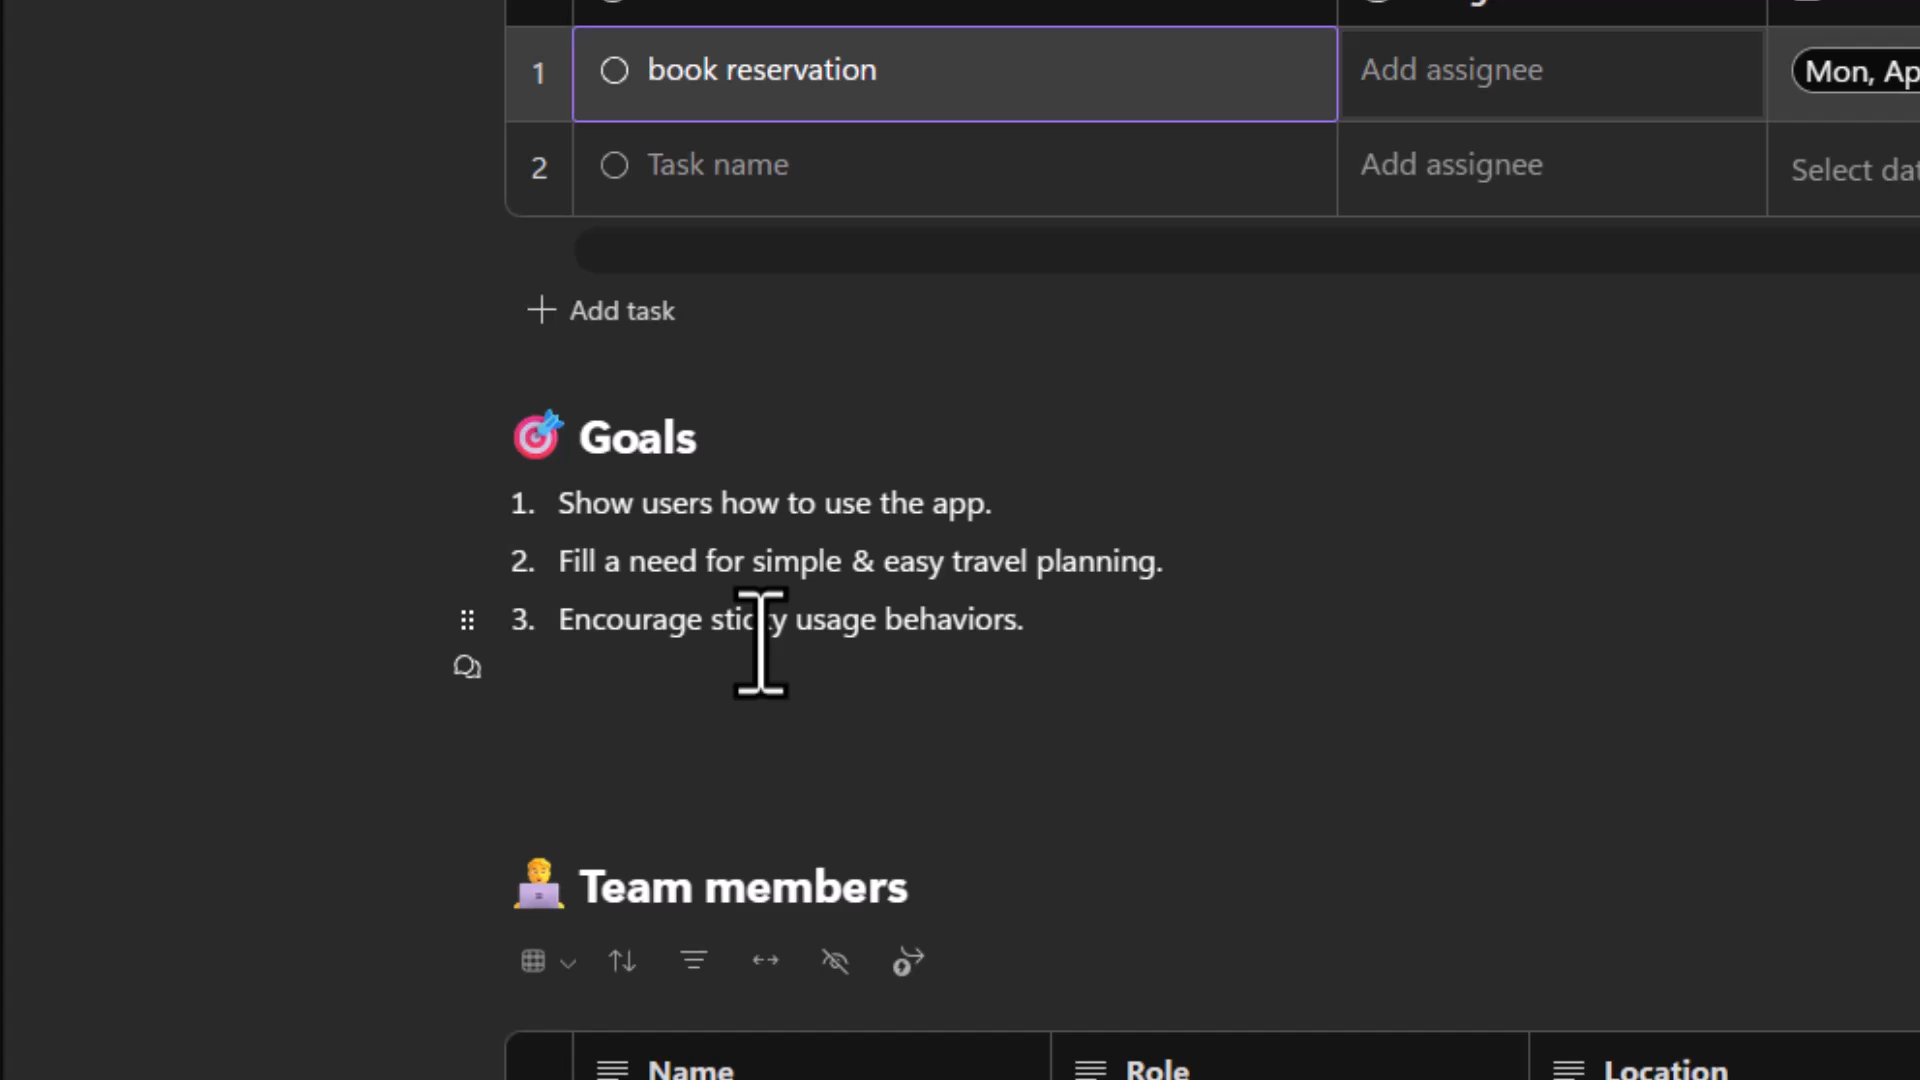 1 book reservation Add assignee Mon, Ap
2 Task name Add assignee Select dat
Add task
Goals
1. Show users how to use the app.
2. Fill a need for simple & easy travel planning.
3. Encourage sticky usage behaviors.
Team members
Name Role Location